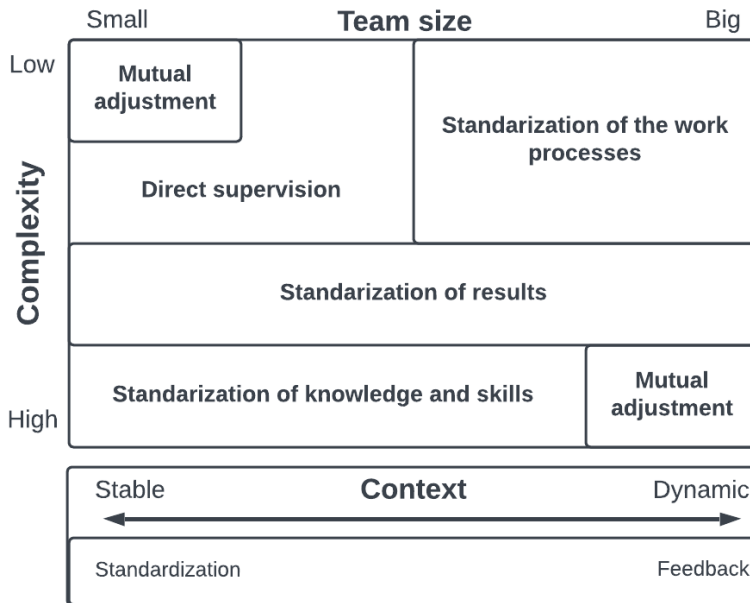 Small Team size Big
Low
Mutual
adjustment
Standarization of the work
processes
Direct supervision
Complexity
Standarization of results
Standarization of knowledge and skills
Mutual
adjustment
High
Stable Context Dynamic
Standardization Feedback